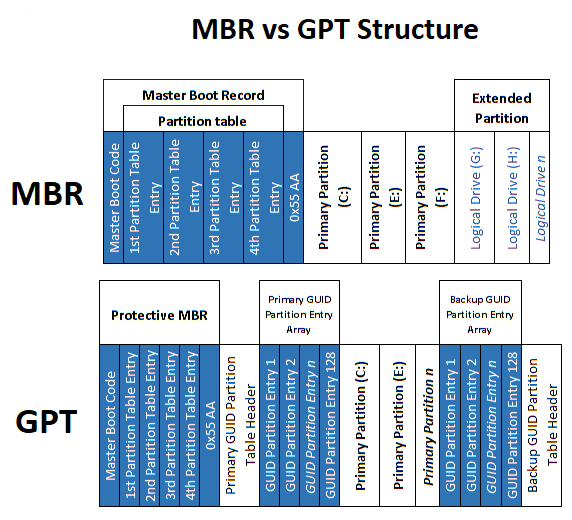 MBR vs GPT Structure
Master Boot Record
Partition table
Extended
Partition
MBR
Master Boot Code
1st Partition Table
Entry
2nd Partition Table
Entry
3rd Partition Table
Entry
4th Partition Table
Entry
0x55 AA
Primary Partition
(C:)
Primary Partition
(E:)
Primary Partition
(F:)
Logical Drive (G:)
Logical Drive (H:)
Logical Drive n
Protective MBR
Primary GUID
Partition Entry
Array
Backup GUID
Partition Entry
Array
GPT
Master Boot Code
1st Partition Table Entry
2nd Partition Table Entry
3rd Partition Table Entry
4th Partition Table Entry
0x55 AA
Primary GUID Partition
Table Header
GUID Partition Entry 1
GUID Partition Entry 2
GUID Partition Entry n
GUID Partition Entry 128
Primary Partition (C:)
Primary Partition (E:)
Primary Partition n
GUID Partition Entry 1
GUID Partition Entry 2
GUID Partition Entry n
GUID Partition Entry 128
Backup GUID Partition
Table Header